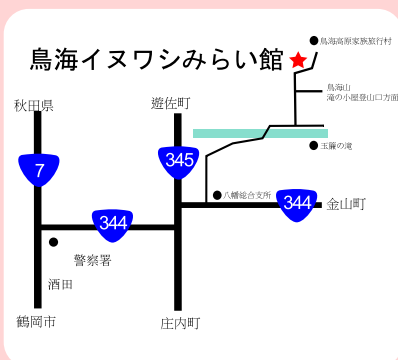 鳥海高原家族旅行村
鳥海イヌワシみらい館
鳥海山
滝の小屋登山口方面
秋田県
遊佐町
玉簾の滝
345
7
八幡総合支所
344
金山町
344
警察署
酒田
鶴岡市
庄内町